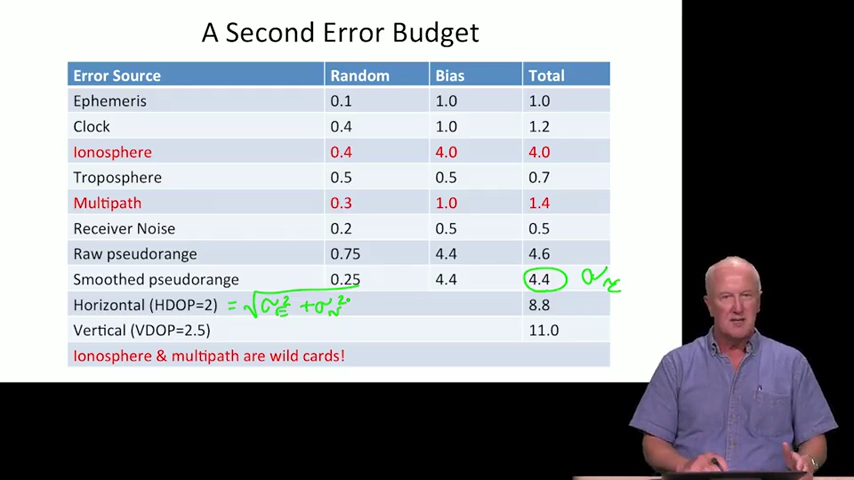 A Second Error Budget
Error Source Random Bias Total
Ephemeris 0.1 1.0 1.0
Clock 0.4 1.0 1.2
Ionosphere 0.4 4.0 4.0
Troposphere 0.5 0.5 0.7
Multipath 0.3 1.0 1.4
Receiver Noise 0.2 0.5 0.5
Raw pseudorange 0.75 4.4 4.6
Smoothed pseudorange 0.25 4.4 4.4
Horizontal (HDOP=2) = √σ_E² + σ_N² 8.8
Vertical (VDOP=2.5) 11.0
Ionosphere & multipath are wild cards!